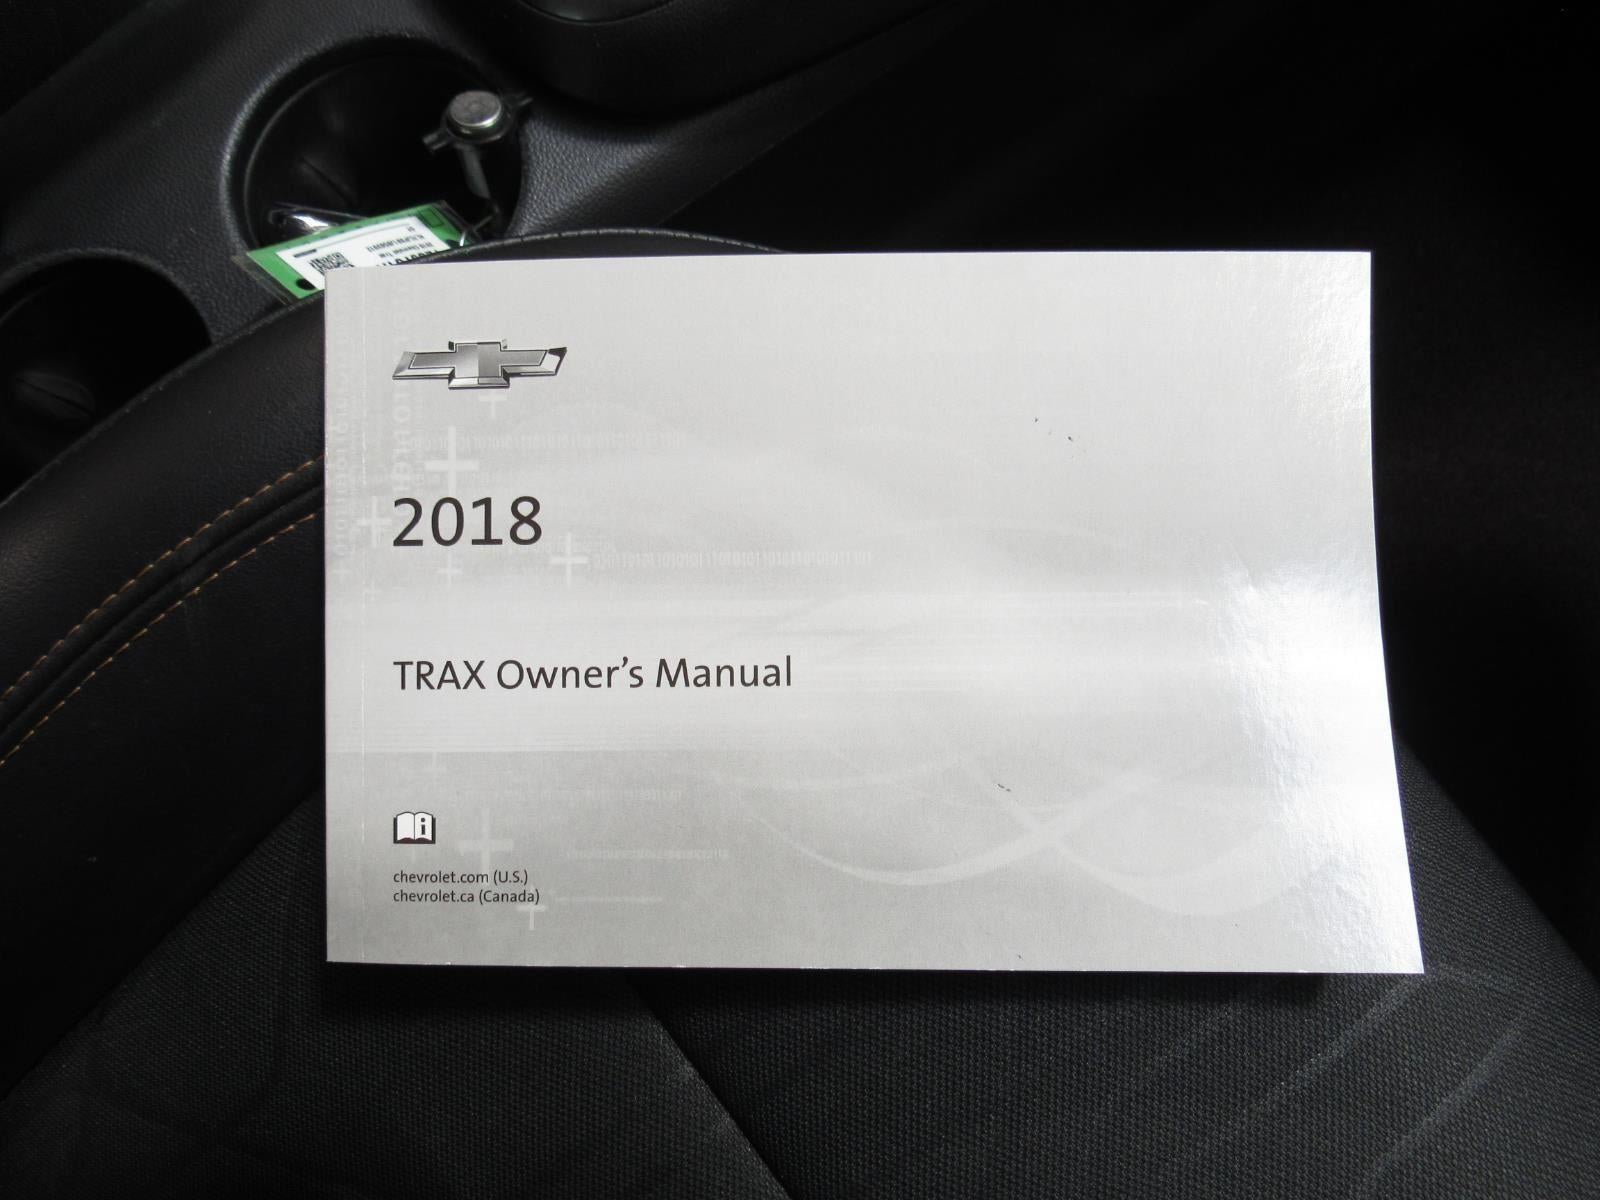 2018
TRAX Owner's Manual
i
chevrolet.com (U.S.)
chevrolet.ca (Canada)